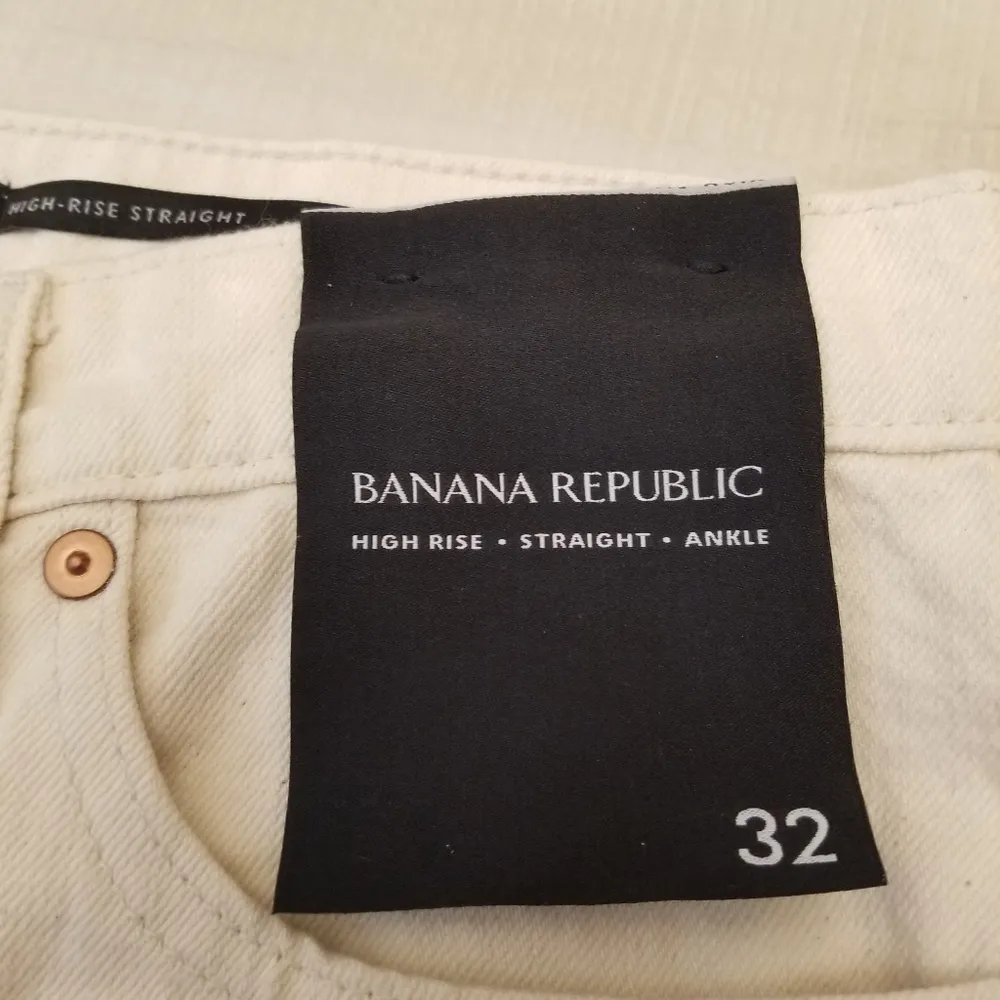 HIGH-RISE STRAIGHT
BANANA REPUBLIC
HIGH RISE • STRAIGHT • ANKLE
32